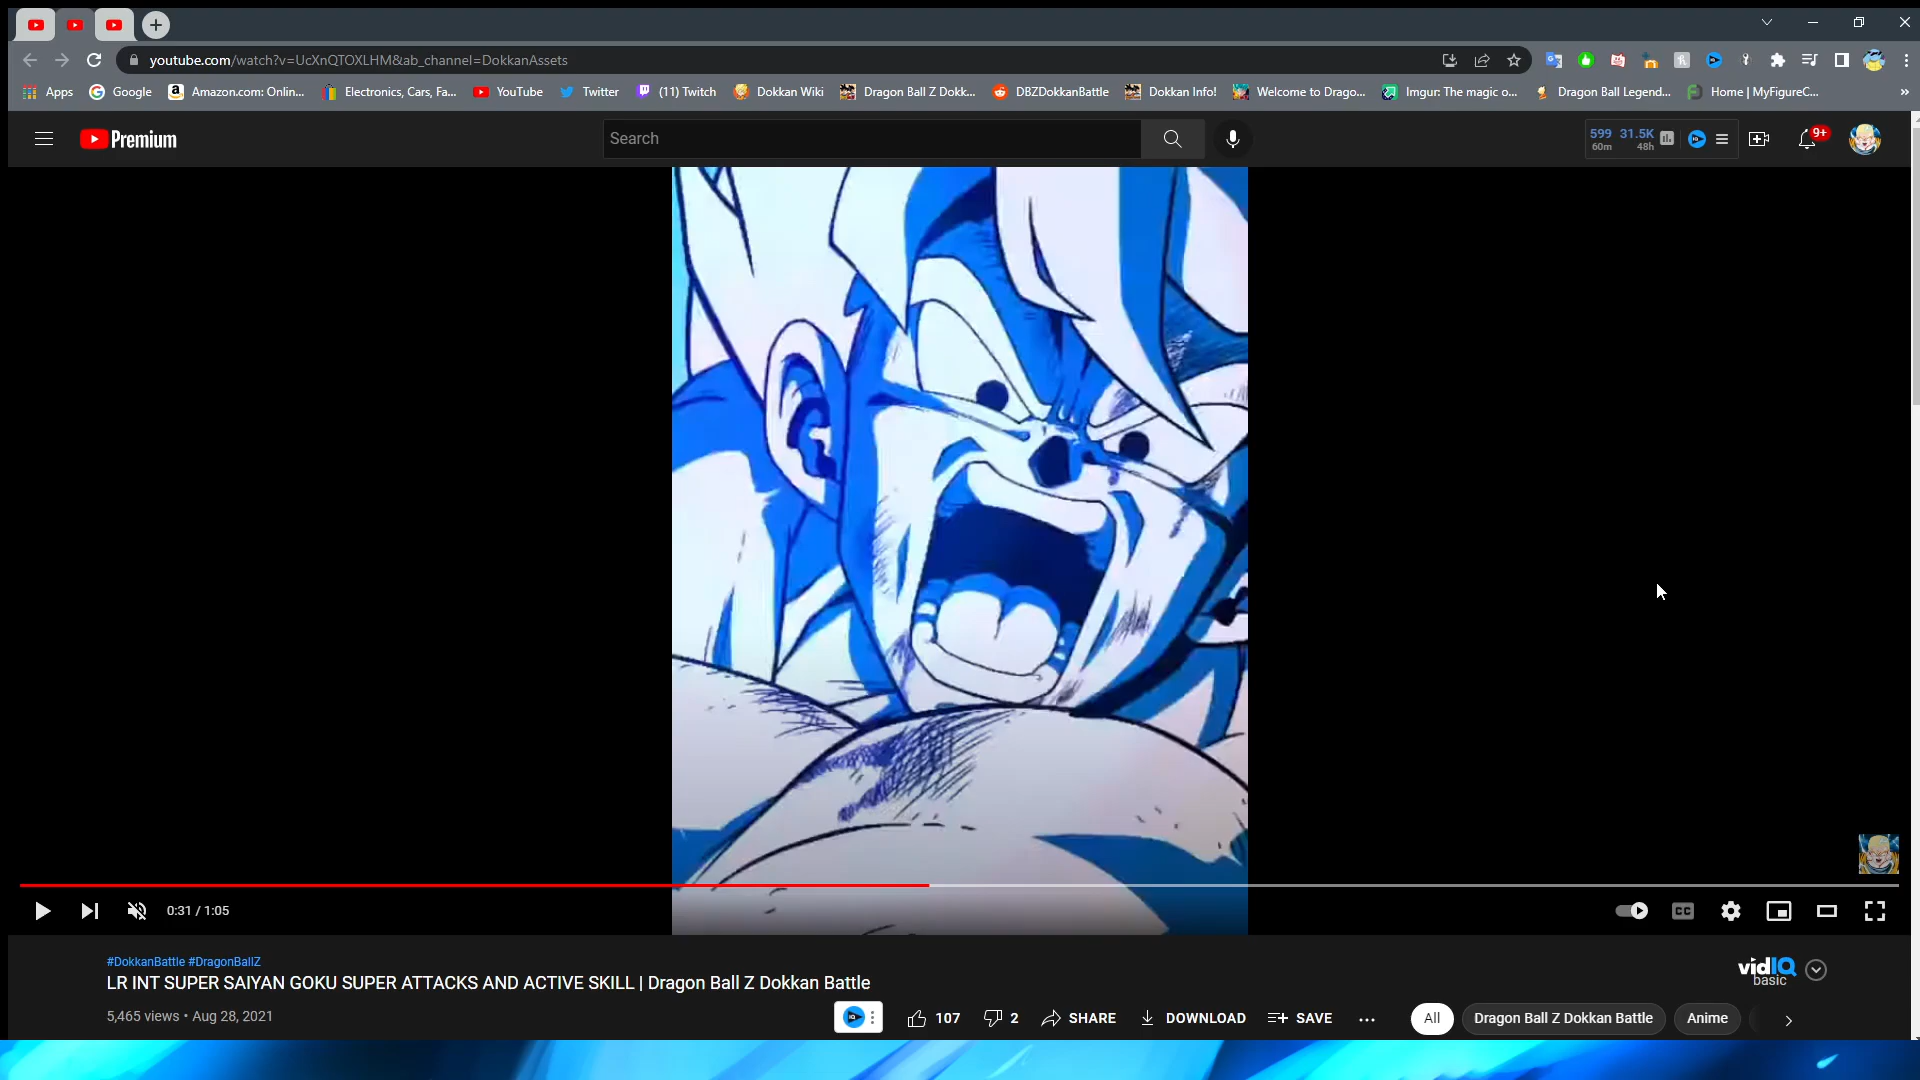 youtube.com/watch?v=UcXnQTOXLHM&ab_channel=DokkanAssets
Apps Google Amazon.com: Onlin... Electronics, Cars, Fa... YouTube Twitter (11) Twitch Dokkan Wiki Dragon Ball Z Dokk... DBZDokkanBattle Dokkan Info! Welcome to Drago... Imgur: The magic o... Dragon Ball Legend... Home | MyFigureC... »
Premium Search 599 31.5K 9+
60m 48h
0:31 / 1:05 CC
#DokkanBattle #DragonBallZ
LR INT SUPER SAIYAN GOKU SUPER ATTACKS AND ACTIVE SKILL | Dragon Ball Z Dokkan Battle
vidIQ
basic
5,465 views • Aug 28, 2021 IQ 107 2 SHARE DOWNLOAD SAVE ... All Dragon Ball Z Dokkan Battle Anime